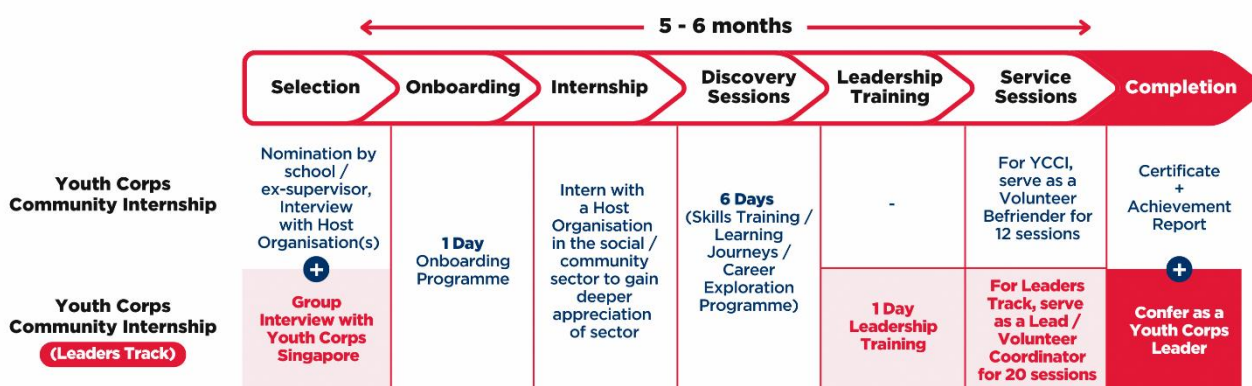 5 - 6 months
Selection
Onboarding
Internship
Discovery
Sessions
Leadership
Training
Service
Sessions
Completion
Youth Corps
Community Internship
Nomination by
school /
ex-supervisor,
Interview
with Host
Organisation(s)
1 Day
Onboarding
Programme
Intern with
a Host
Organisation
in the social /
community
sector to gain
deeper
appreciation
of sector
6 Days
(Skills Training /
Learning
Journeys /
Career
Exploration
Programme)
-
For YCCI,
serve as a
Volunteer
Befriender for
12 sessions
Certificate
+
Achievement
Report
Youth Corps
Community Internship
(Leaders Track)
+
Group
Interview with
Youth Corps
Singapore
1 Day
Leadership
Training
For Leaders
Track, serve
as a Lead /
Volunteer
Coordinator
for 20 sessions
+
Confer as a
Youth Corps
Leader